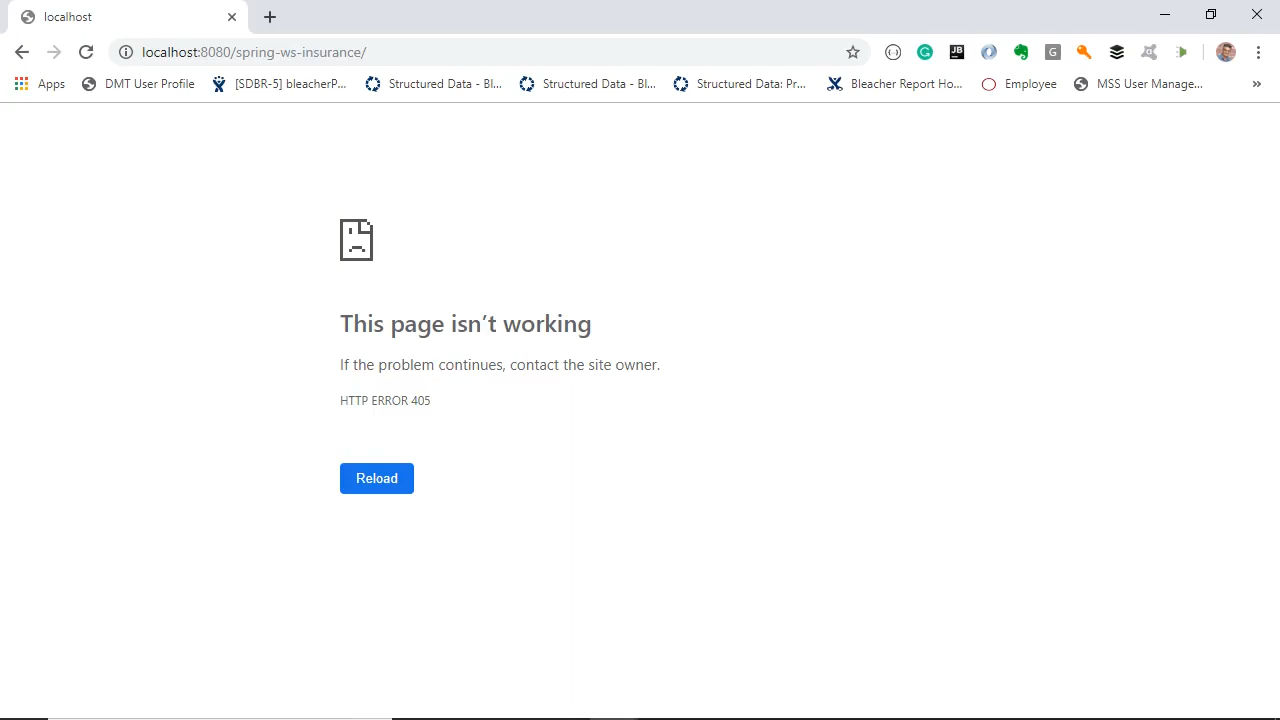 localhost
localhost:8080/spring-ws-insurance/
JB
G
G
Apps
DMT User Profile
[SDBR-5] bleacherP...
Structured Data - Bl...
Structured Data - Bl...
Structured Data: Pr...
Bleacher Report Ho...
Employee
MSS User Manage...
»
This page isn’t working
If the problem continues, contact the site owner.
HTTP ERROR 405
Reload